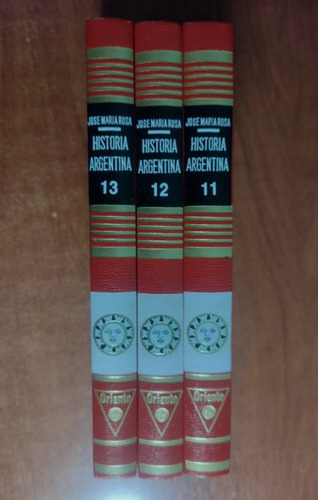 JOSE MARIA ROSA
HISTORIA
ARGENTINA
13
Oriente
JOSE MARIA ROSA
HISTORIA
ARGENTINA
12
Oriente
JOSE MARIA ROSA
HISTORIA
ARGENTINA
11
Oriente